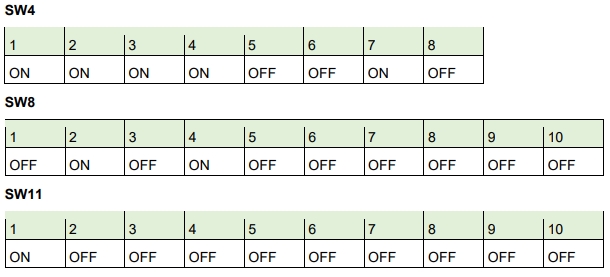 SW4
1 2 3 4 5 6 7 8
ON ON ON ON OFF OFF ON OFF
SW8
1 2 3 4 5 6 7 8 9 10
OFF ON OFF ON OFF OFF OFF OFF OFF OFF
SW11
1 2 3 4 5 6 7 8 9 10
ON OFF OFF OFF OFF OFF OFF OFF OFF OFF